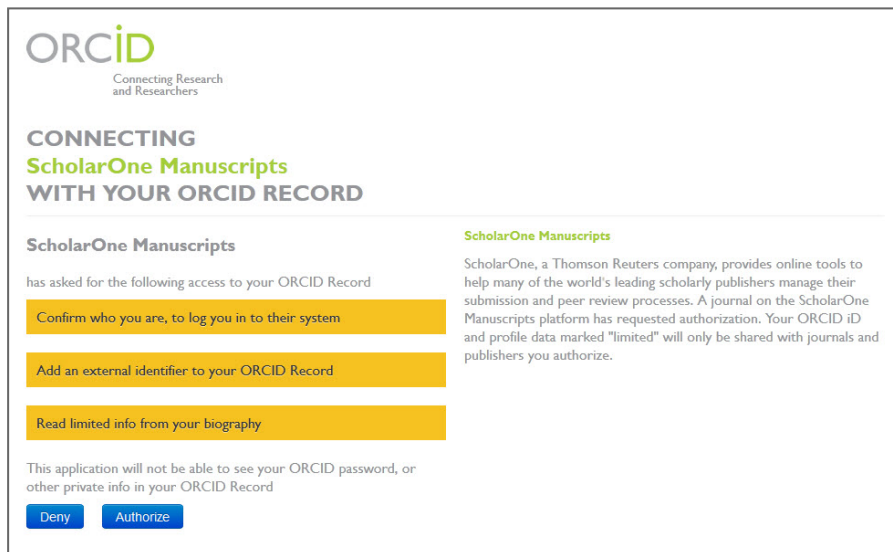 ORCiD
Connecting Research
and Researchers
CONNECTING
ScholarOne Manuscripts
WITH YOUR ORCID RECORD
ScholarOne Manuscripts
has asked for the following access to your ORCID Record
Confirm who you are, to log you in to their system
Add an external identifier to your ORCID Record
Read limited info from your biography
This application will not be able to see your ORCID password, or
other private info in your ORCID Record
Deny
Authorize
ScholarOne Manuscripts
ScholarOne, a Thomson Reuters company, provides online tools to
help many of the world's leading scholarly publishers manage their
submission and peer review processes. A journal on the ScholarOne
Manuscripts platform has requested authorization. Your ORCID iD
and profile data marked "limited" will only be shared with journals and
publishers you authorize.